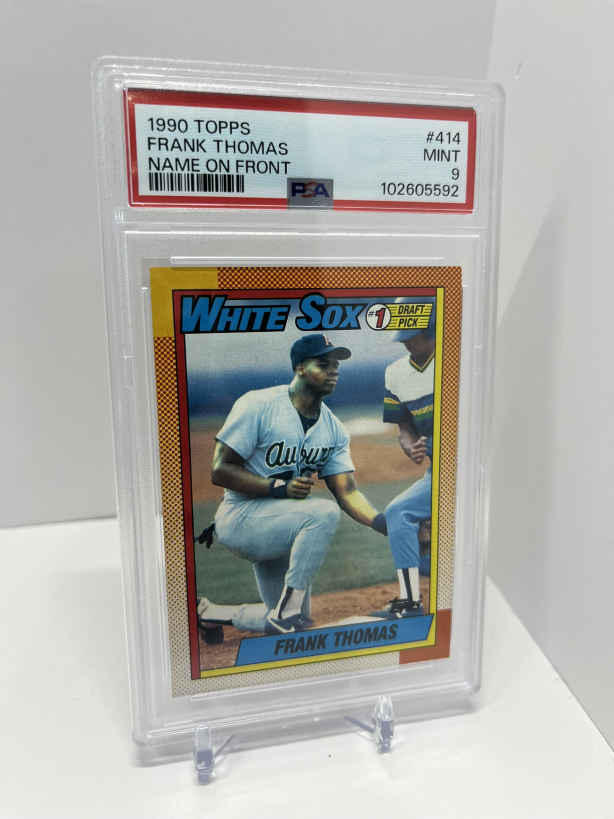 1990 TOPPS #414
FRANK THOMAS MINT
NAME ON FRONT 9
PSA 102605592
WHITE SOX #1 DRAFT PICK
auburn
FRANK THOMAS